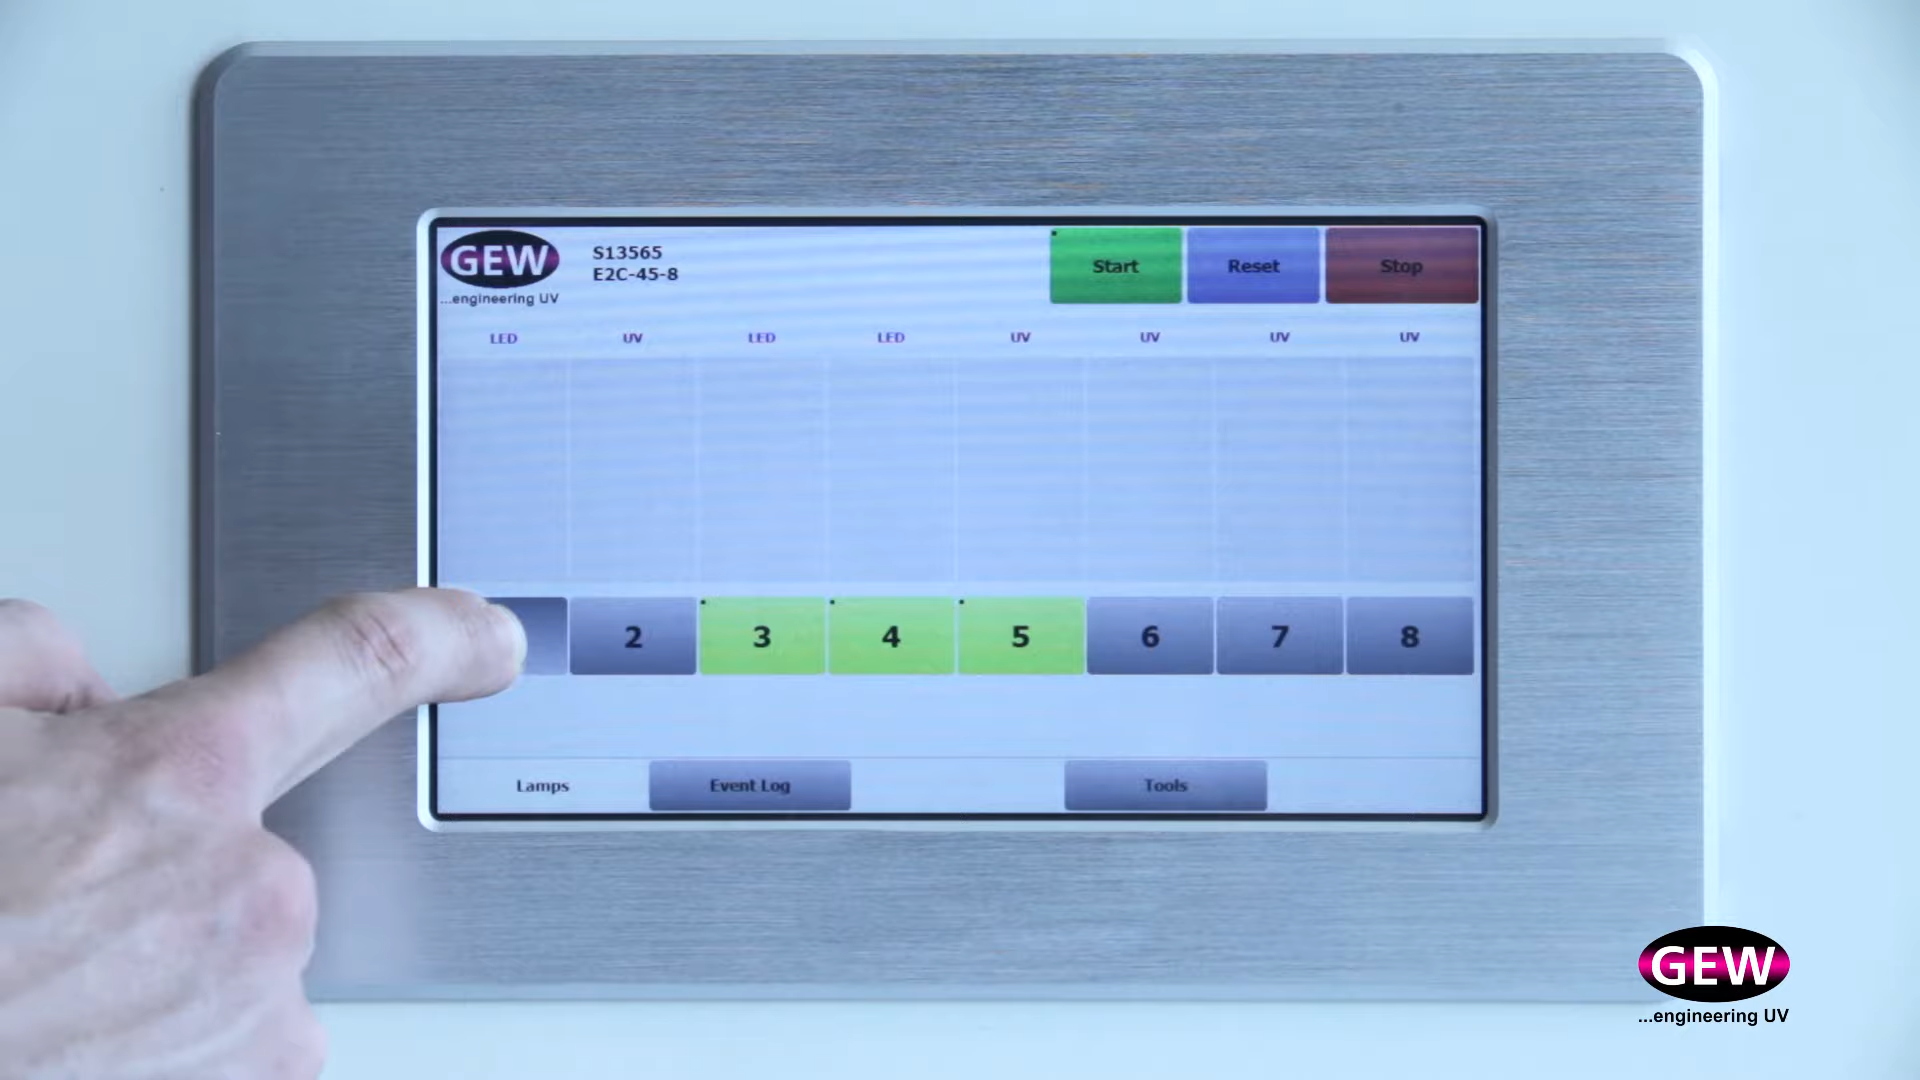 GEW
...engineering UV
S13565
E2C-45-8
Start
Reset
Stop
LED
UV
LED
LED
UV
UV
UV
UV
2
3
4
5
6
7
8
Lamps
Event Log
Tools
GEW
...engineering UV